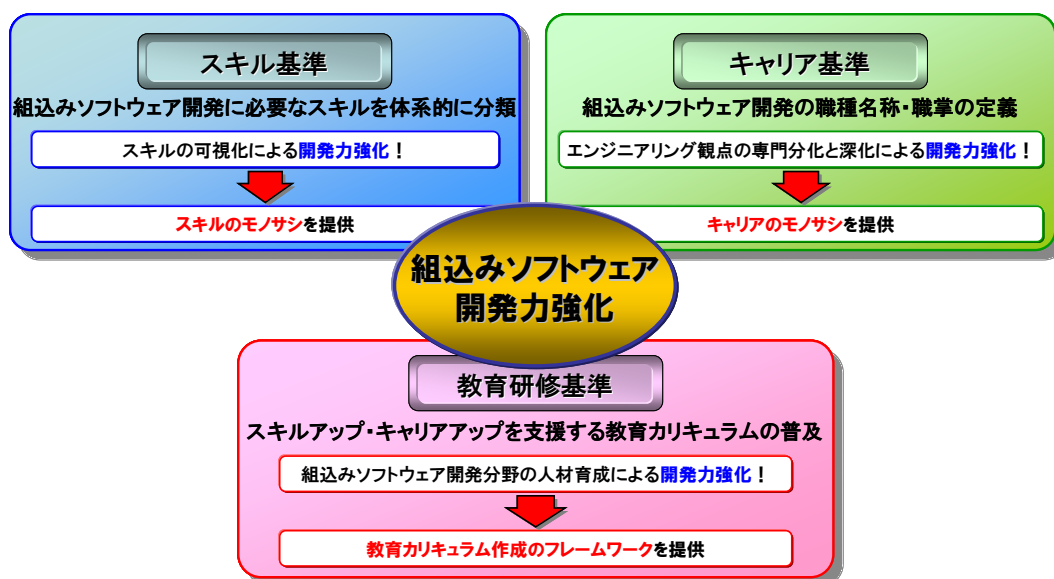 スキル基準
組込みソフトウェア開発に必要なスキルを体系的に分類
スキルの可視化による開発力強化！
スキルのモノサシを提供
キャリア基準
組込みソフトウェア開発の職種名称・職掌の定義
エンジニアリング観点の専門分化と深化による開発力強化！
キャリアのモノサシを提供
組込みソフトウェア
開発力強化
教育研修基準
スキルアップ・キャリアアップを支援する教育カリキュラムの普及
組込みソフトウェア開発分野の人材育成による開発力強化！
教育カリキュラム作成のフレームワークを提供